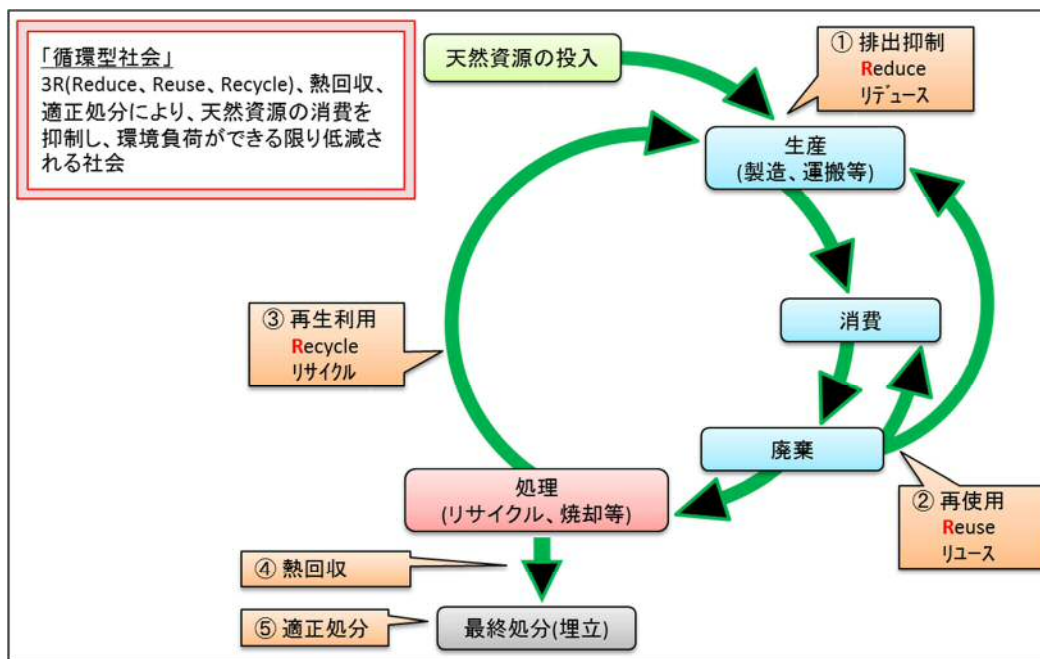 「循環型社会」
3R(Reduce、Reuse、Recycle)、熱回収、
適正処分により、天然資源の消費を
抑制し、環境負荷ができる限り低減さ
れる社会
天然資源の投入
① 排出抑制
Reduce
ﾘﾃﾞｭｰｽ
生産
(製造、運搬等)
消費
③ 再生利用
Recycle
ﾘｻｲｸﾙ
廃棄
② 再使用
Reuse
ﾘﾕｰｽ
処理
(リサイクル、焼却等)
④ 熱回収
⑤ 適正処分
最終処分(埋立)